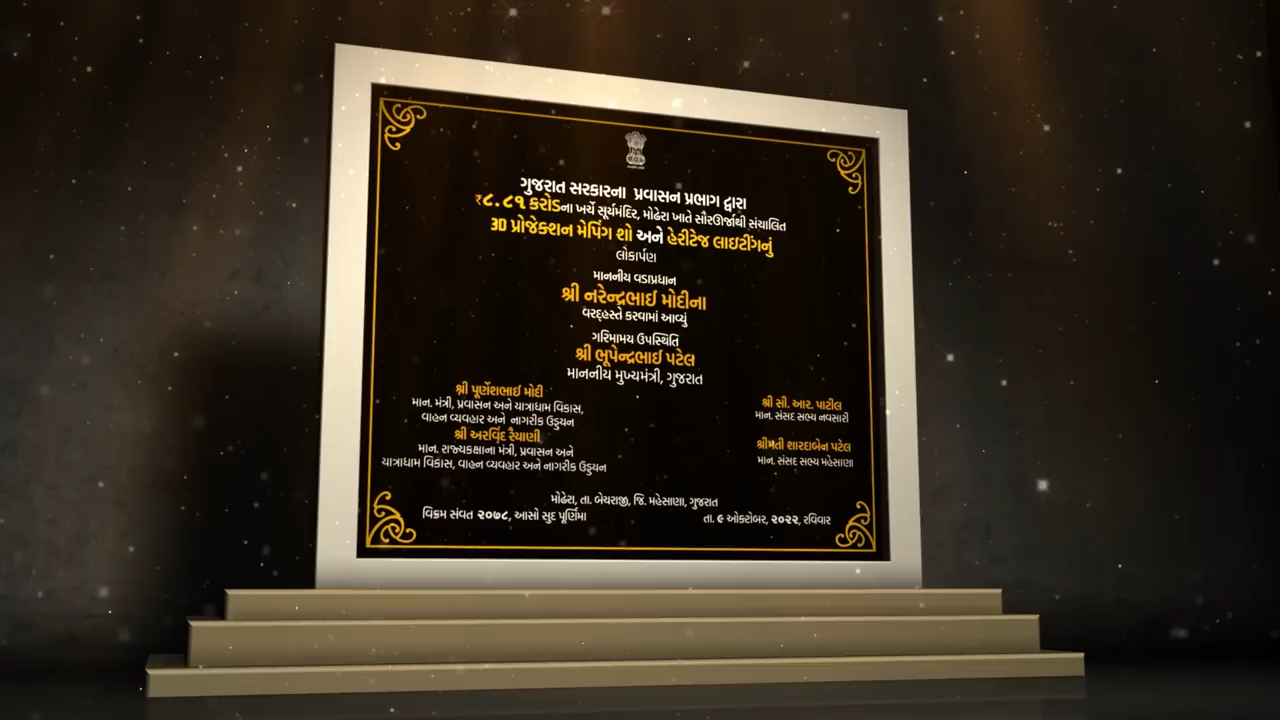 ગુજરાત સરકારના પ્રવાસન પ્રભાગ દ્વારા
₹૮.૮૧ કરોડના ખર્ચે સૂર્યમંદિર, મોઢેરા ખાતે સૌરઊર્જાથી સંચાલિત
3D પ્રોજેક્શન મેપિંગ શો અને હેરીટેજ લાઇટીંગનું
લોકાર્પણ
માનનીય વડાપ્રધાન
શ્રી નરેન્દ્રભાઈ મોદીના
વરદ્હસ્તે કરવામાં આવ્યું
ગરિમામય ઉપસ્થિતિ
શ્રી ભૂપેન્દ્રભાઈ પટેલ
માનનીય મુખ્યમંત્રી, ગુજરાત
શ્રી પૂર્ણેશભાઈ મોદી
માન. મંત્રી, પ્રવાસન અને યાત્રાધામ વિકાસ,
વાહન વ્યવહાર અને નાગરીક ઉડ્ડયન
શ્રી અરવિંદ રૈયાણી
માન. રાજ્યકક્ષાના મંત્રી, પ્રવાસન અને
યાત્રાધામ વિકાસ, વાહન વ્યવહાર અને નાગરીક ઉડ્ડયન
શ્રી સી. આર. પાટીલ
માન. સંસદ સભ્ય નવસારી
શ્રીમતી શારદાબેન પટેલ
માન. સંસદ સભ્ય મહેસાણા
મોઢેરા, તા. બેચરાજી, જિ. મહેસાણા, ગુજરાત
વિક્રમ સંવત ૨૦૭૮, આસો સુદ પૂર્ણિમા
તા. ૯ ઓક્ટોબર, ૨૦૨૨, રવિવાર